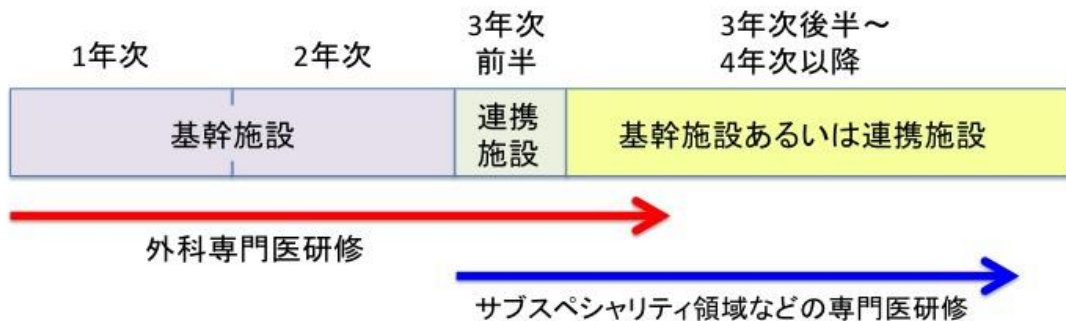 1年次
2年次
3年次
前半
3年次後半～
4年次以降
基幹施設
連携
施設
基幹施設あるいは連携施設
外科専門医研修
サブスペシャリティ領域などの専門医研修